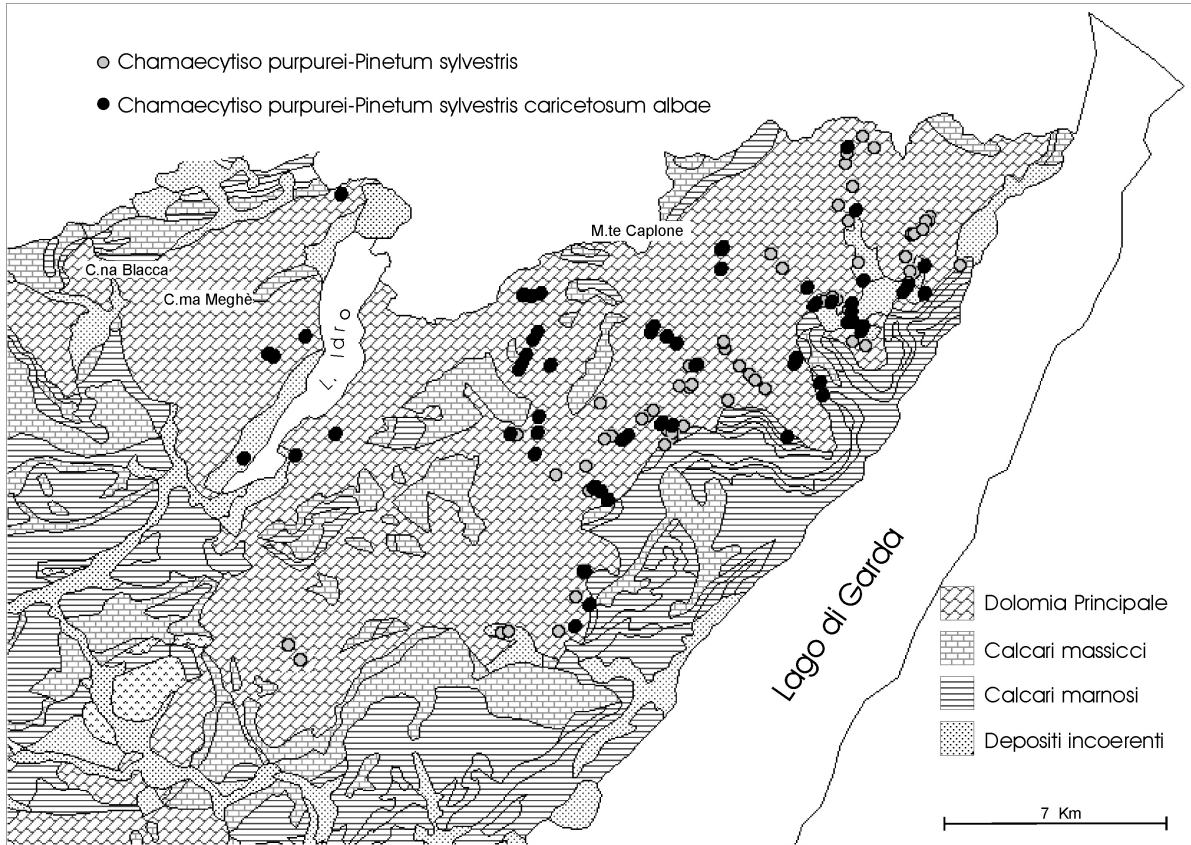 Chamaecytiso purpurei-Pinetum sylvestris
Chamaecytiso purpurei-Pinetum sylvestris caricetosum albae
M.te Caplone
C.na Blacca
C.ma Meghè
L. Idro
Lago di Garda
Dolomia Principale
Calcari massicci
Calcari marnosi
Depositi incoerenti
7 Km